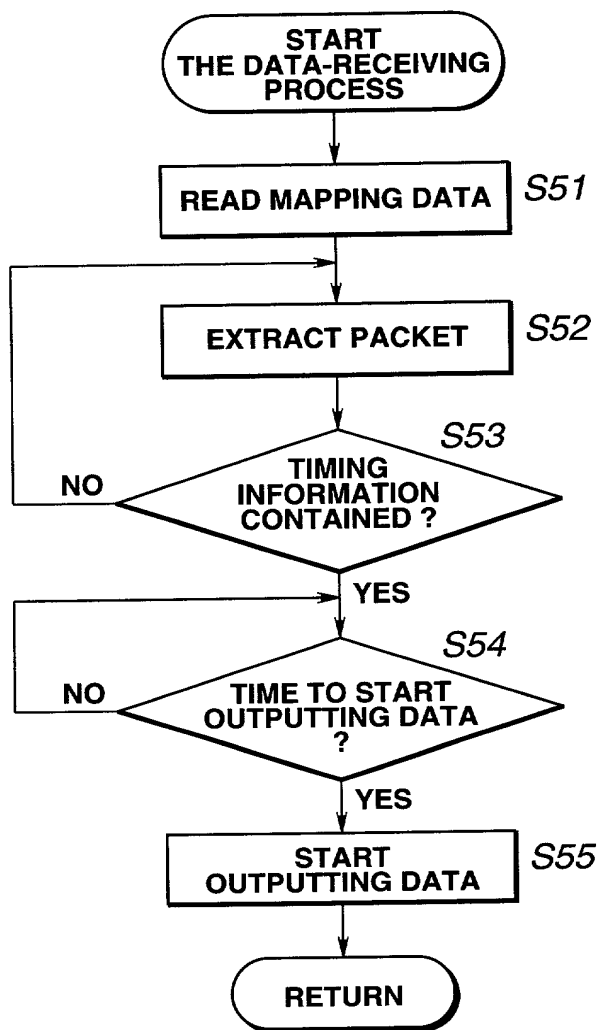 START
THE DATA-RECEIVING
PROCESS
READ MAPPING DATA
S51
EXTRACT PACKET
S52
S53
TIMING
INFORMATION
CONTAINED ?
NO
YES
S54
TIME TO START
OUTPUTTING DATA
?
NO
YES
START
OUTPUTTING DATA
S55
RETURN